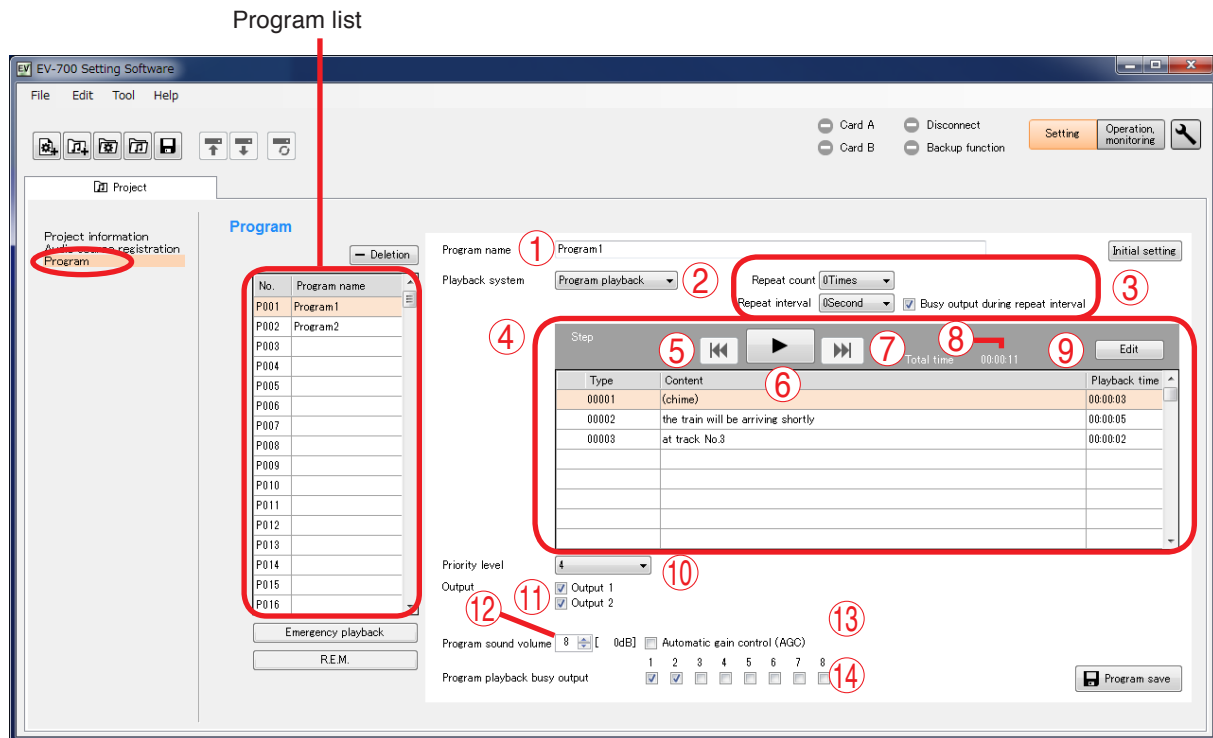 Program list
EV EV-700 Setting Software
File Edit Tool Help
Card A Disconnect
Card B Backup function
Setting
Operation,
monitoring
Project
Project information
Audio source registration
Program
Program
Deletion
No. Program name
P001 Program1
P002 Program2
P003
P004
P005
P006
P007
P008
P009
P010
P011
P012
P013
P014
P015
P016
Emergency playback
R.E.M.
Program name 1 Program1 Initial setting
Playback system Program playback 2
Repeat count 0Times 3
Repeat interval 0Second Busy output during repeat interval
4 Step 5 6 7 8 9 Edit
Total time 00:00:11
Type Content Playback time
00001 (chime) 00:00:03
00002 the train will be arriving shortly 00:00:05
00003 at track No.3 00:00:02
Priority level 4 10
Output 11 Output 1
Output 2
12 13
Program sound volume 8 [ 0dB] Automatic gain control (AGC)
1 2 3 4 5 6 7 8
Program playback busy output 14
Program save